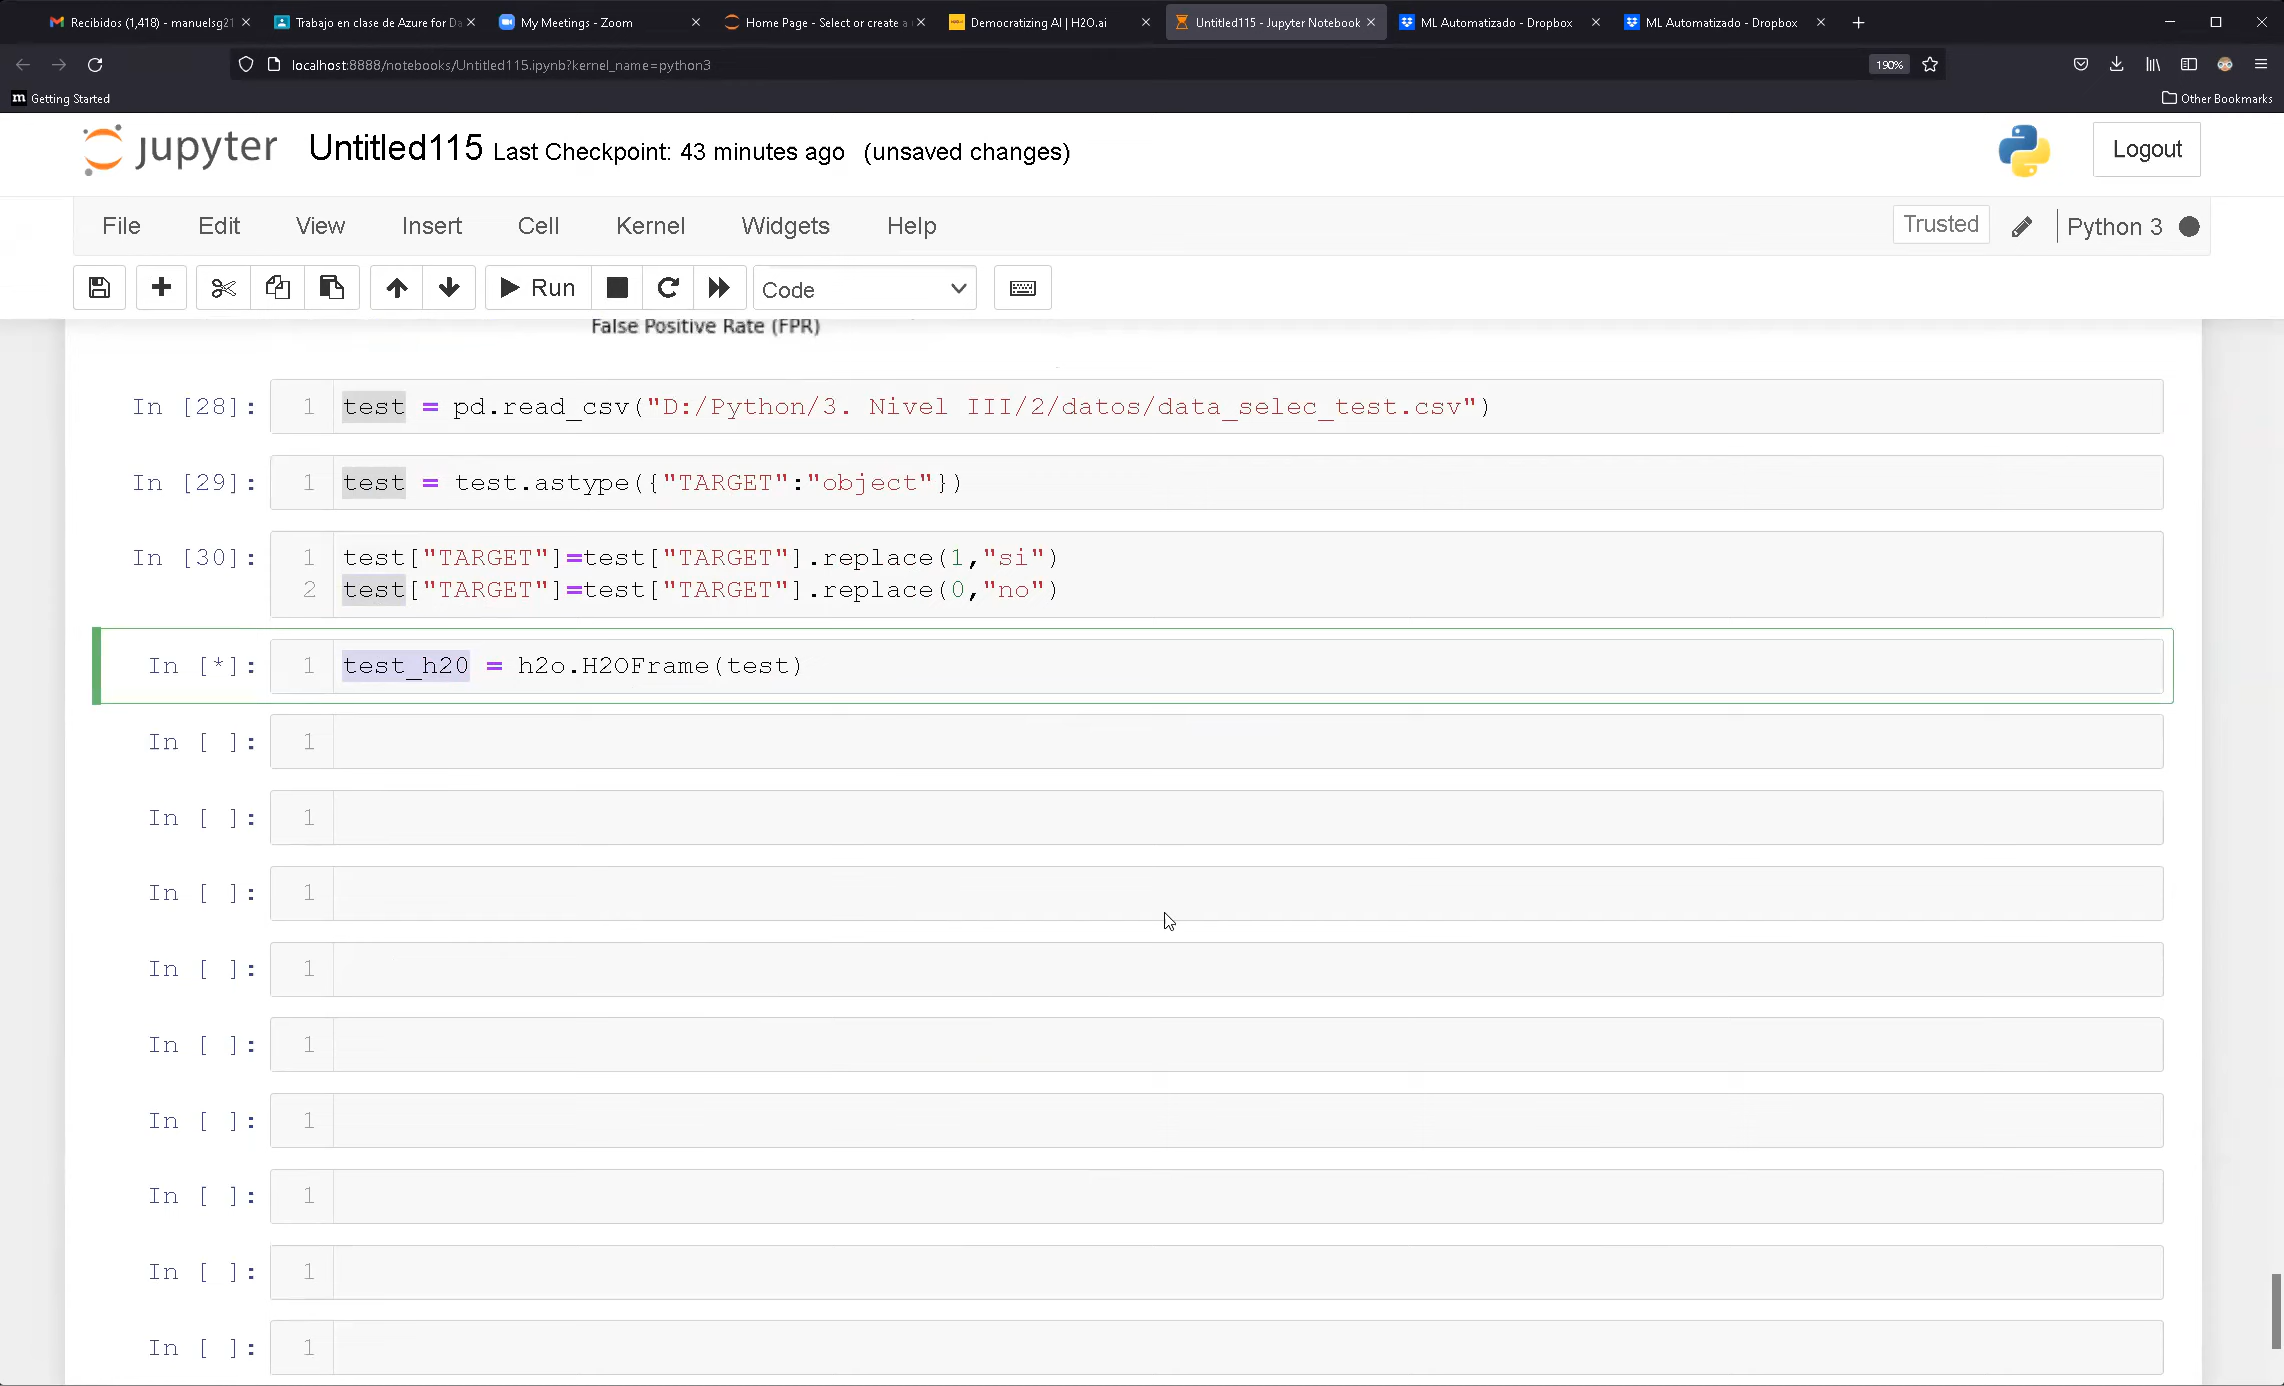 Recibidos (1,418) - manuelsg21
Trabajo en clase de Azure for Da
My Meetings - Zoom
Home Page - Select or create a
Democratizing AI | H2O.ai
Untitled115 - Jupyter Notebook
ML Automatizado - Dropbox
ML Automatizado - Dropbox
localhost:8888/notebooks/Untitled115.ipynb?kernel_name=python3
190%
m Getting Started
Other Bookmarks
jupyter Untitled115 Last Checkpoint: 43 minutes ago (unsaved changes)
Logout
File Edit View Insert Cell Kernel Widgets Help
Trusted Python 3
Run Code
False Positive Rate (FPR)
In [28]: 1 test = pd.read_csv("D:/Python/3. Nivel III/2/datos/data_selec_test.csv")
In [29]: 1 test = test.astype({"TARGET":"object"})
In [30]: 1 test["TARGET"]=test["TARGET"].replace(1,"si")
2 test["TARGET"]=test["TARGET"].replace(0,"no")
In [*]: 1 test_h20 = h2o.H2OFrame(test)
In [ ]: 1
In [ ]: 1
In [ ]: 1
In [ ]: 1
In [ ]: 1
In [ ]: 1
In [ ]: 1
In [ ]: 1
In [ ]: 1